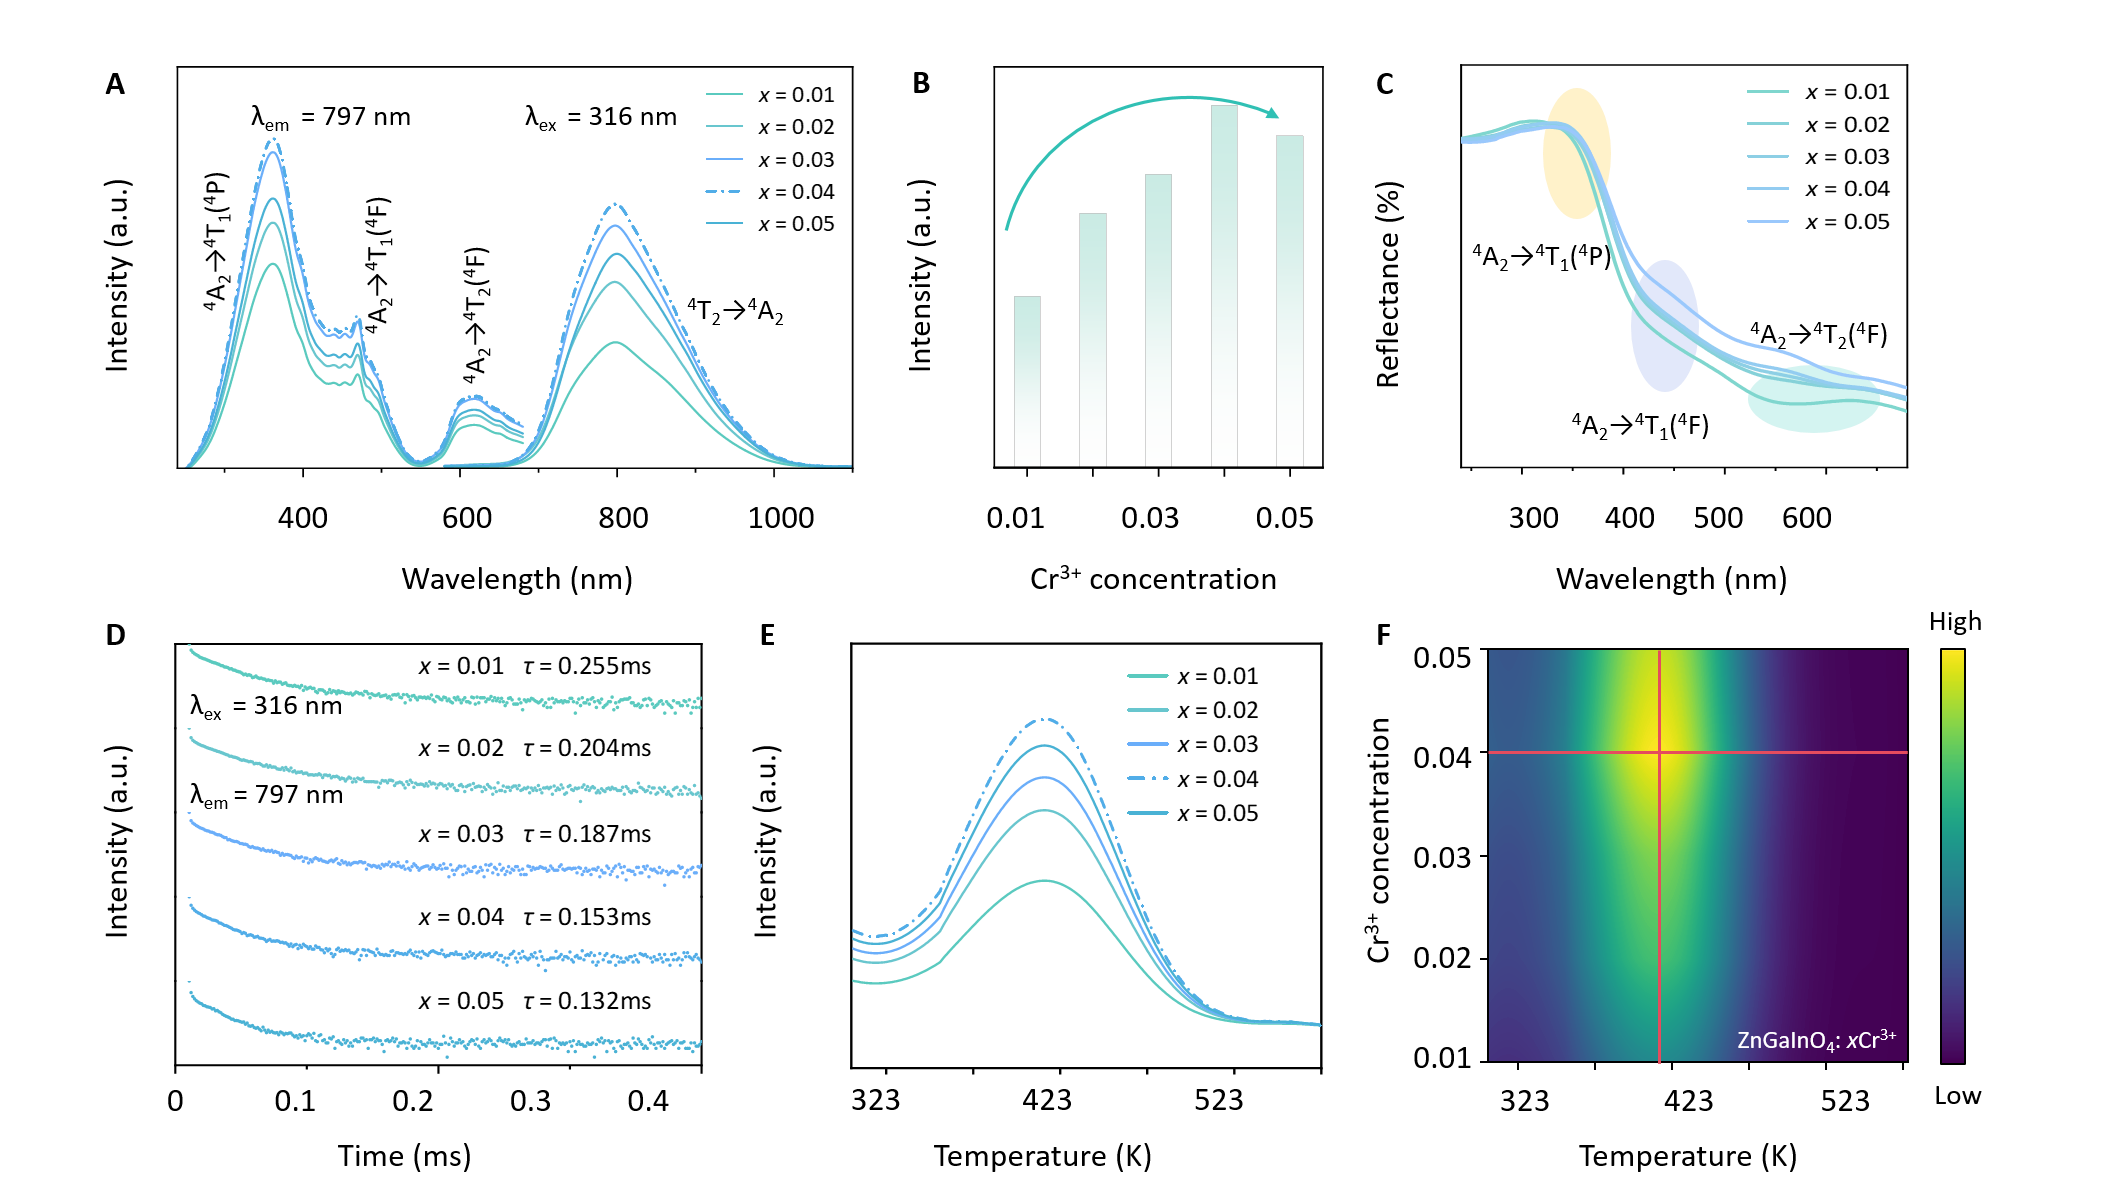 A
λem = 797 nm
λex = 316 nm
x = 0.01
x = 0.02
x = 0.03
x = 0.04
x = 0.05
⁴A₂→⁴T₁(⁴P)
⁴A₂→⁴T₁(⁴F)
⁴A₂→⁴T₂(⁴F)
⁴T₂→⁴A₂
Intensity (a.u.)
400 600 800 1000
Wavelength (nm)
B
Intensity (a.u.)
0.01 0.03 0.05
Cr³⁺ concentration
C
x = 0.01
x = 0.02
x = 0.03
x = 0.04
x = 0.05
⁴A₂→⁴T₁(⁴P)
⁴A₂→⁴T₂(⁴F)
⁴A₂→⁴T₁(⁴F)
Reflectance (%)
300 400 500 600
Wavelength (nm)
D
x = 0.01 τ = 0.255ms
λex = 316 nm
x = 0.02 τ = 0.204ms
λem = 797 nm
x = 0.03 τ = 0.187ms
x = 0.04 τ = 0.153ms
x = 0.05 τ = 0.132ms
Intensity (a.u.)
0 0.1 0.2 0.3 0.4
Time (ms)
E
x = 0.01
x = 0.02
x = 0.03
x = 0.04
x = 0.05
Intensity (a.u.)
323 423 523
Temperature (K)
F
High
0.05
0.04
0.03
0.02
0.01
Cr³⁺ concentration
ZnGaInO₄: xCr³⁺
Low
323 423 523
Temperature (K)